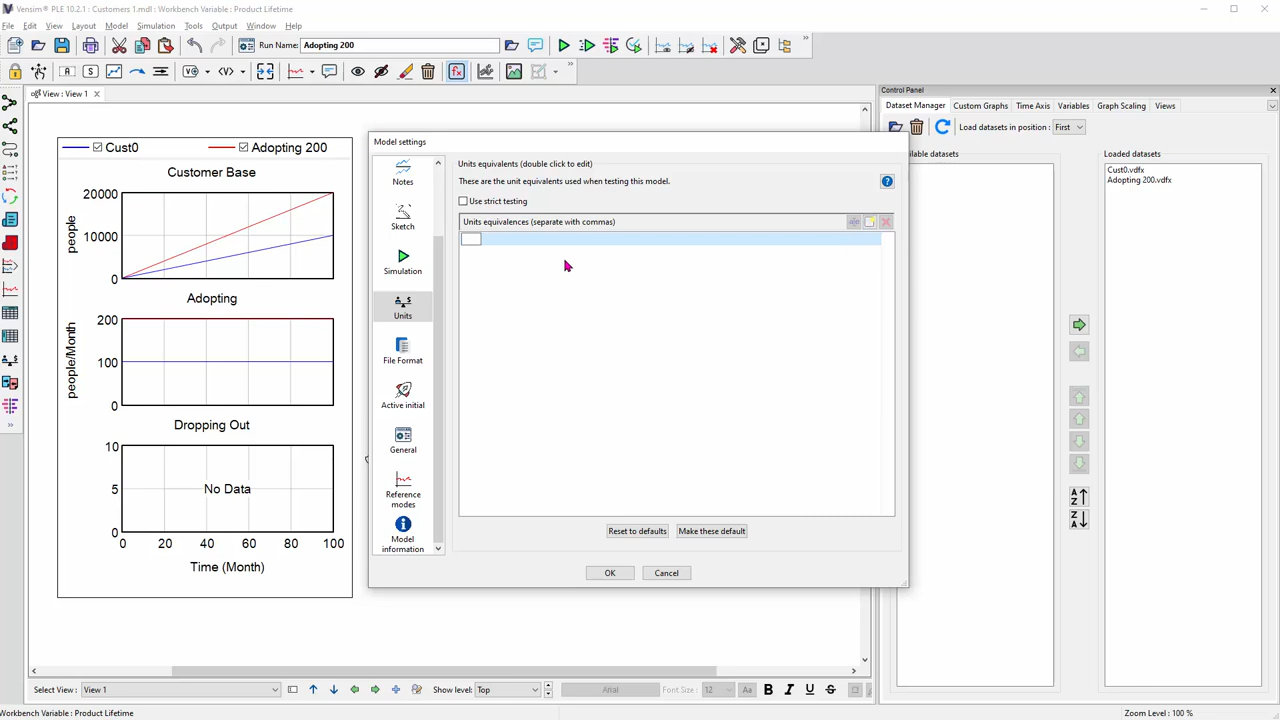 Vensim® PLE 10.2.1 : Customers 1.mdl : Workbench Variable : Product Lifetime
File Edit View Layout Model Simulation Tools Output Window Help
Run Name: Adopting 200
View : View 1
Control Panel
Dataset Manager Custom Graphs Time Axis Variables Graph Scaling Views
Load datasets in position : First
ilable datasets
Loaded datasets
Cust0.vdfx
Adopting 200.vdfx
Cust0 Adopting 200
Customer Base
20000
10000
0
people
Adopting
200
100
0
people/Month
Dropping Out
10
5
0
No Data
0 20 40 60 80 100
Time (Month)
Model settings
Notes
Sketch
Simulation
Units
File Format
Active initial
General
Reference
modes
Model
information
Units equivalents (double click to edit)
These are the unit equivalents used when testing this model.
Use strict testing
Units equivalences (separate with commas)
Reset to defaults Make these default
OK Cancel
Select View : View 1
Show level: Top
Arial
Font Size : 12
Aa B I U S
Workbench Variable : Product Lifetime
Zoom Level : 100 %